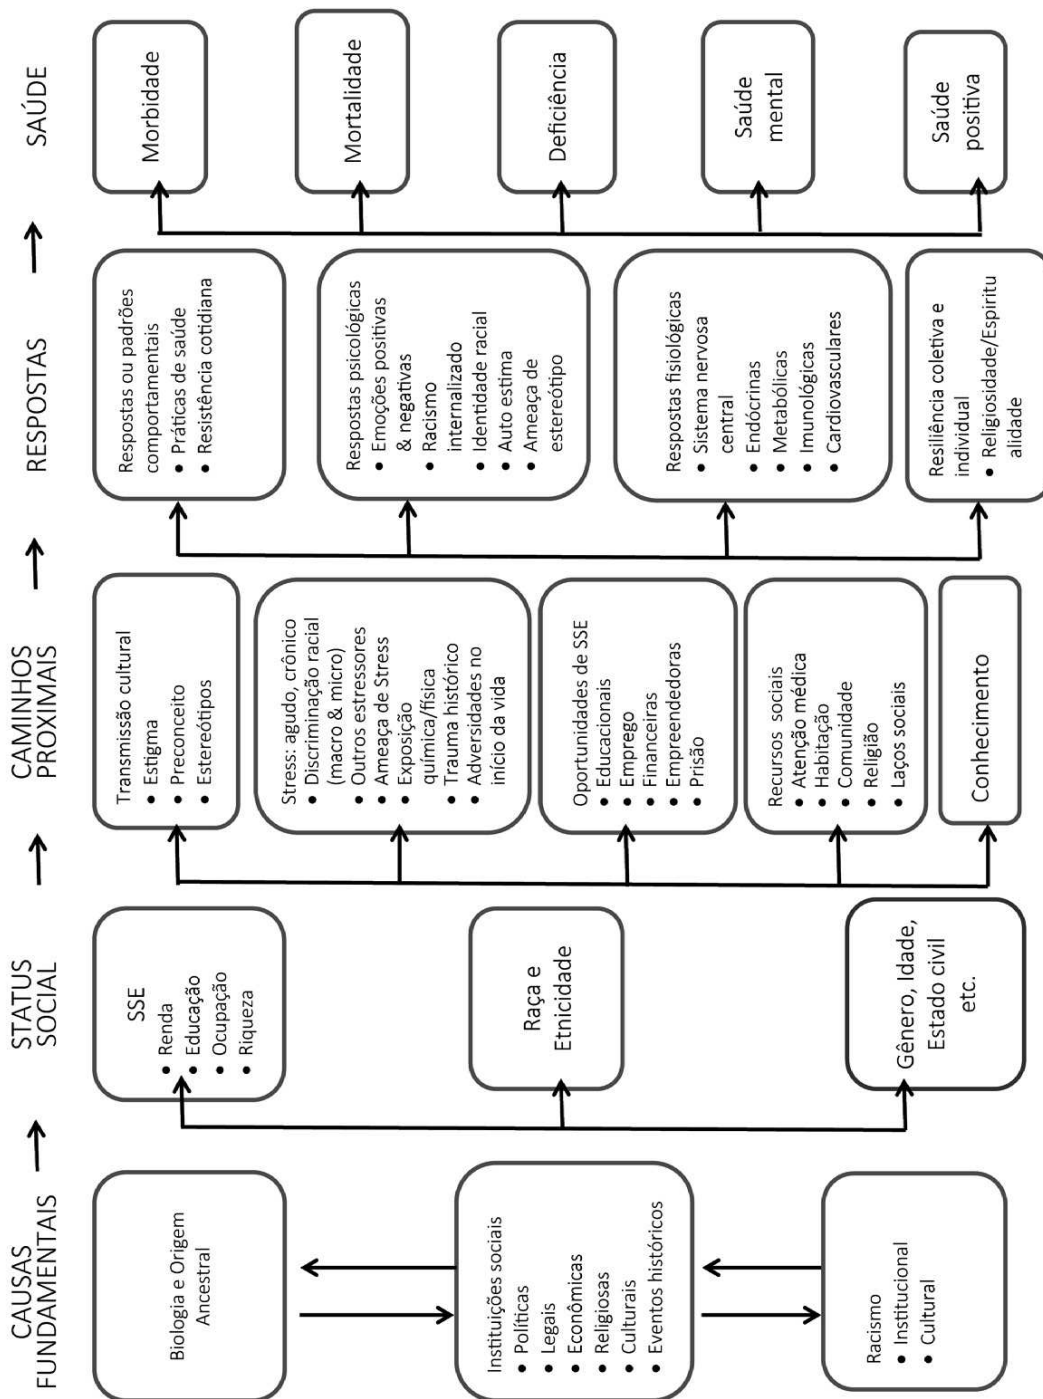 CAUSAS
FUNDAMENTAIS
STATUS
SOCIAL
CAMINHOS
PROXIMAIS
RESPOSTAS
SAÚDE
Biologia e Origem
Ancestral
Instituições sociais
• Políticas
• Legais
• Econômicas
• Religiosas
• Culturais
• Eventos históricos
Racismo
• Institucional
• Cultural
SSE
• Renda
• Educação
• Ocupação
• Riqueza
Raça e
Etnicidade
Gênero, Idade,
Estado civil
etc.
Transmissão cultural
• Estigma
• Preconceito
• Estereótipos
Stress: agudo, crônico
• Discriminação racial
(macro & micro)
• Outros estressores
• Ameaça de Stress
• Exposição
química/física
• Trauma histórico
• Adversidades no
início da vida
Oportunidades de SSE
• Educacionais
• Emprego
• Financeiras
• Empreendedoras
• Prisão
Recursos sociais
• Atenção médica
• Habitação
• Comunidade
• Religião
• Laços sociais
Conhecimento
Respostas ou padrões
comportamentais
• Práticas de saúde
• Resistência cotidiana
Respostas psicológicas
• Emoções positivas
& negativas
• Racismo
internalizado
• Identidade racial
• Auto estima
• Ameaça de
estereótipo
Respostas fisiológicas
• Sistema nervosa
central
• Endócrinas
• Metabólicas
• Imunológicas
• Cardiovasculares
Resiliência coletiva e
individual
• Religiosidade/Espiritu
alidade
Morbidade
Mortalidade
Deficiência
Saúde
mental
Saúde
positiva